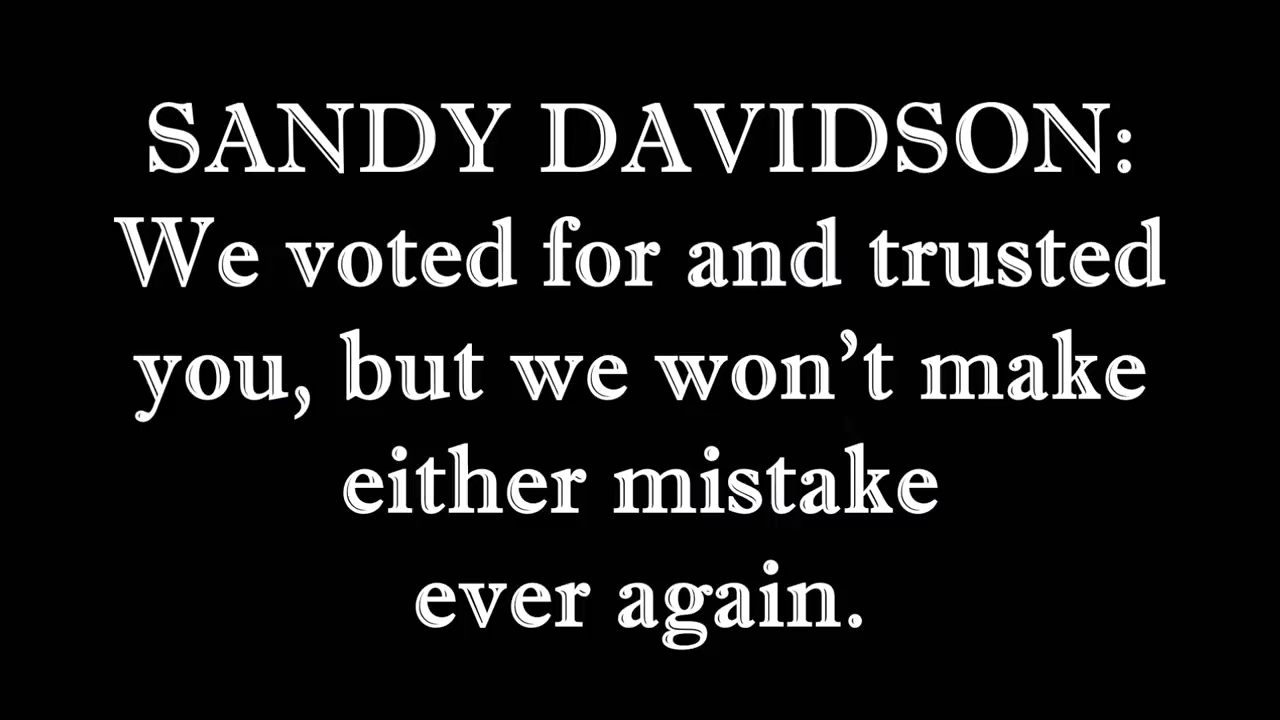 SANDY DAVIDSON:
We voted for and trusted
you, but we won’t make
either mistake
ever again.